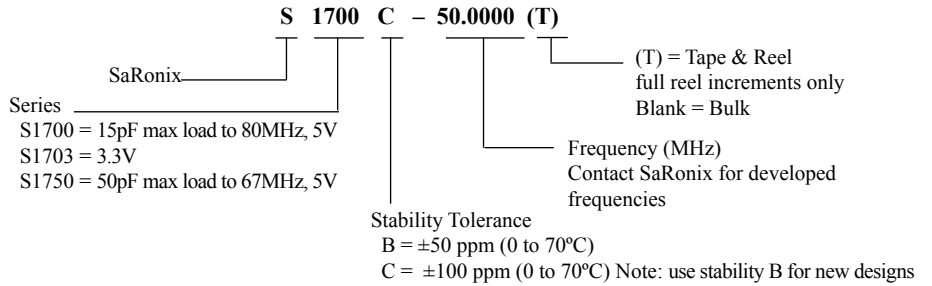 S 1700 C – 50.0000 (T)
SaRonix
Series
S1700 = 15pF max load to 80MHz, 5V
S1703 = 3.3V
S1750 = 50pF max load to 67MHz, 5V
(T) = Tape & Reel
full reel increments only
Blank = Bulk
Frequency (MHz)
Contact SaRonix for developed
frequencies
Stability Tolerance
B = ±50 ppm (0 to 70ºC)
C = ±100 ppm (0 to 70ºC) Note: use stability B for new designs